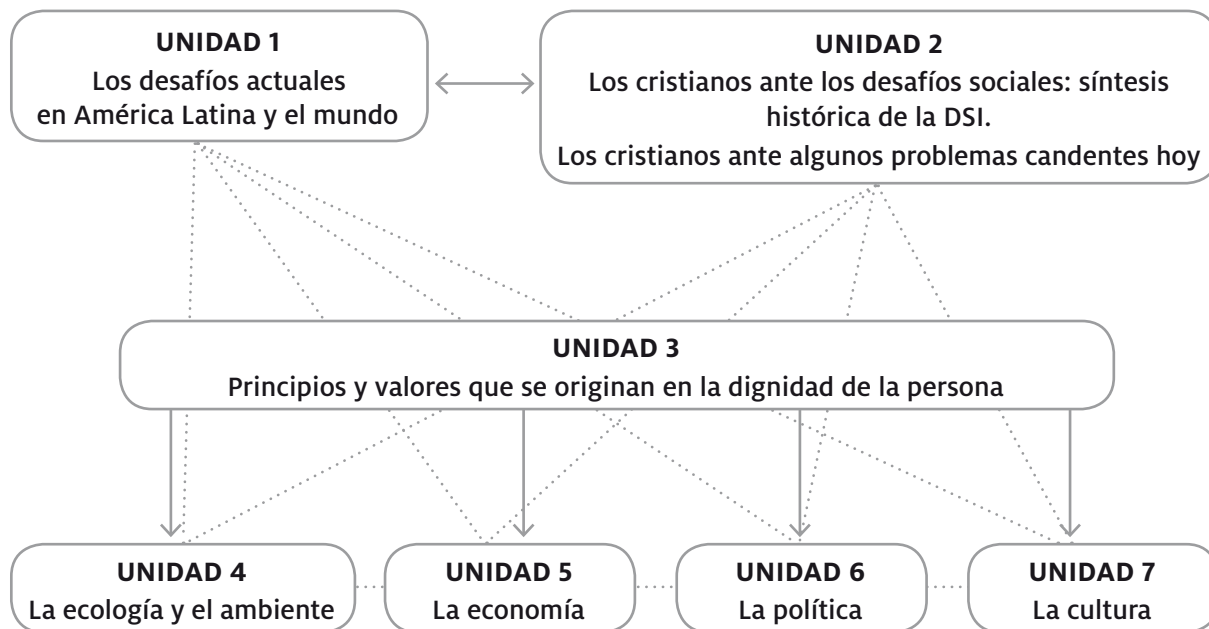 UNIDAD 1
Los desafíos actuales
en América Latina y el mundo
UNIDAD 2
Los cristianos ante los desafíos sociales: síntesis
histórica de la DSI.
Los cristianos ante algunos problemas candentes hoy
UNIDAD 3
Principios y valores que se originan en la dignidad de la persona
UNIDAD 4
La ecología y el ambiente
UNIDAD 5
La economía
UNIDAD 6
La política
UNIDAD 7
La cultura